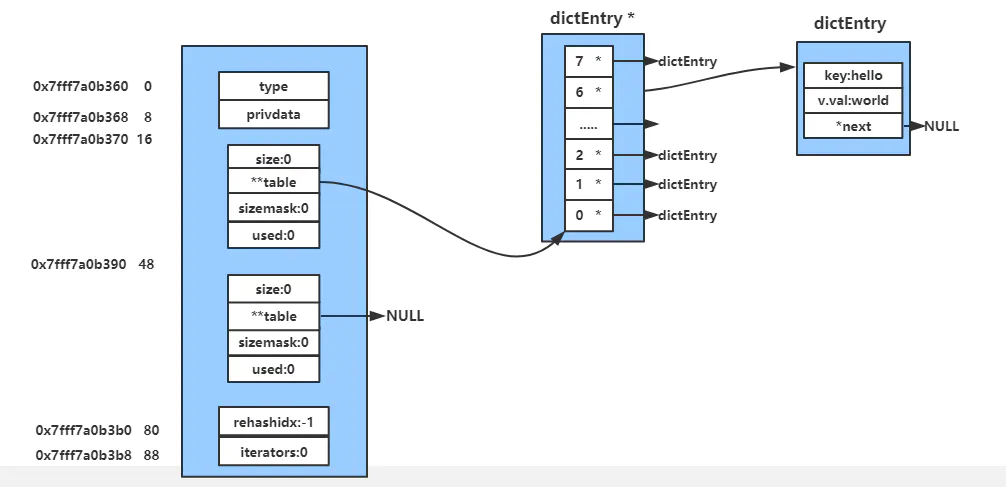 0x7fff7a0b360 0
0x7fff7a0b368 8
0x7fff7a0b370 16
0x7fff7a0b390 48
0x7fff7a0b3b0 80
0x7fff7a0b3b8 88
type
privdata
size:0
**table
sizemask:0
used:0
size:0
**table
sizemask:0
used:0
NULL
rehashidx:-1
iterators:0
dictEntry *
7 * dictEntry
6 *
.....
2 * dictEntry
1 * dictEntry
0 * dictEntry
dictEntry
key:hello
v.val:world
*next
NULL